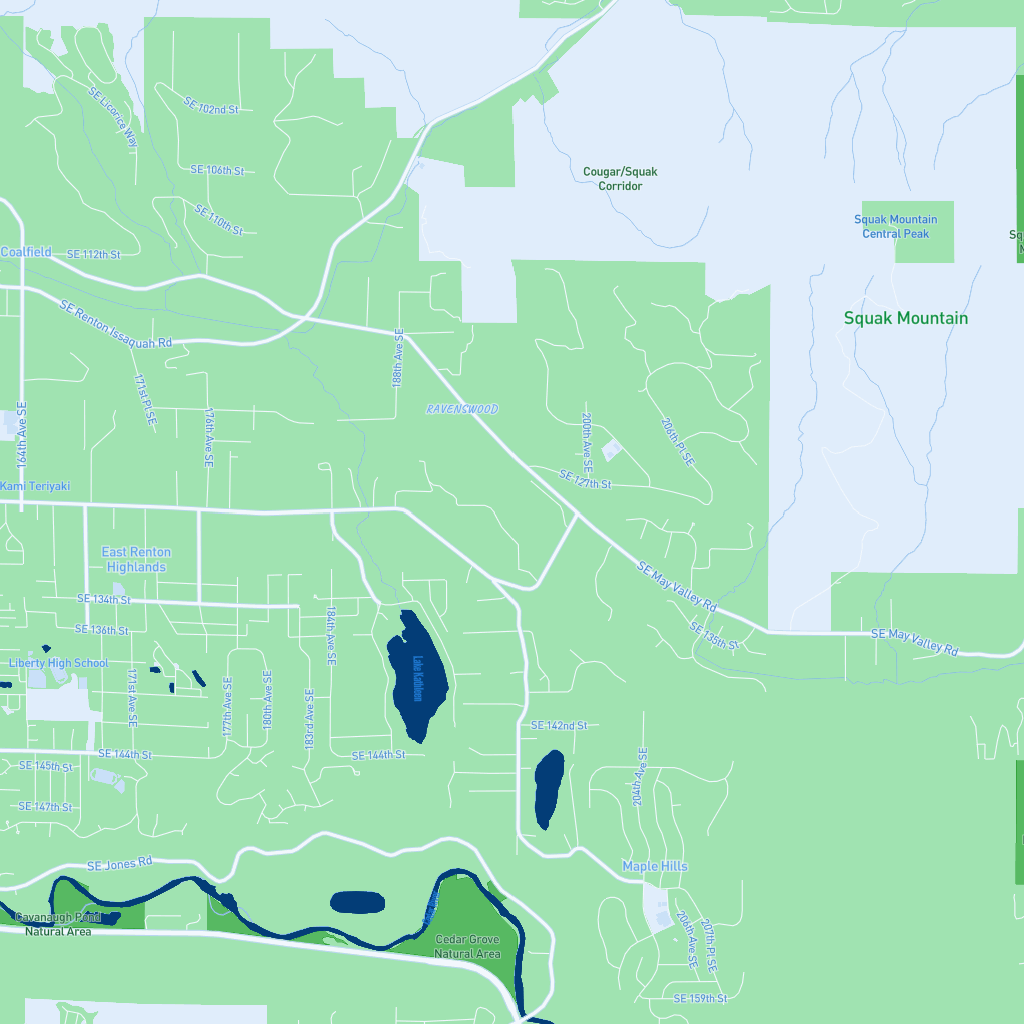 SE Licorice Way
SE 102nd St
SE 106th St
SE 110th St
Coalfield
SE 112th St
Cougar/Squak
Corridor
Squak Mountain
Central Peak
Squak Mountain
SE Renton Issaquah Rd
188th Ave SE
171st Pl SE
176th Ave SE
164th Ave SE
RAVENSWOOD
200th Ave SE
206th Pl SE
SE 127th St
Kami Teriyaki
East Renton
Highlands
SE 134th St
SE 136th St
184th Ave SE
SE May Valley Rd
SE 135th St
SE May Valley Rd
Liberty High School
171st Ave SE
177th Ave SE
180th Ave SE
183rd Ave SE
Lake Kathleen
SE 142nd St
SE 144th St
SE 144th St
SE 145th St
SE 147th St
204th Ave SE
SE Jones Rd
Maple Hills
Cavanaugh Pond
Natural Area
Cedar Grove
Natural Area
206th Ave SE
207th Pl SE
SE 159th St